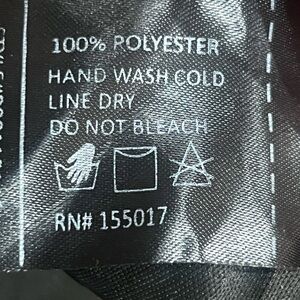 100% POLYESTER
HAND WASH COLD
LINE DRY
DO NOT BLEACH
RN# 155017